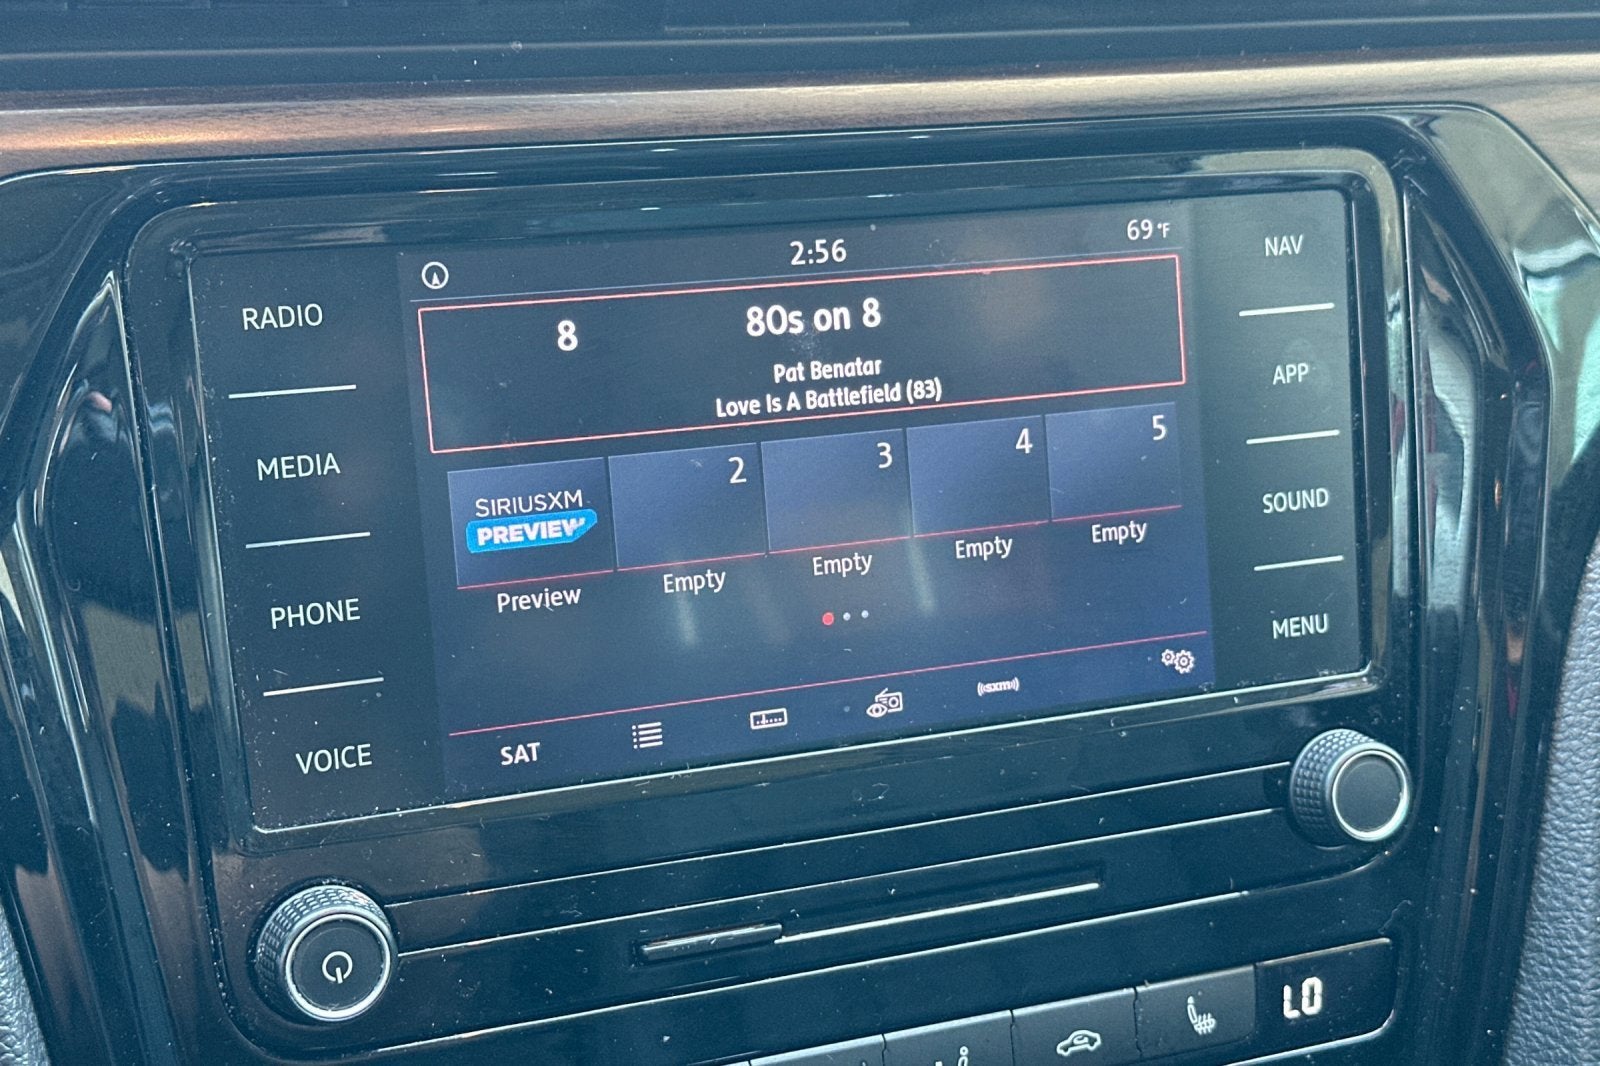 2:56
69°F
RADIO
MEDIA
PHONE
VOICE
8
80s on 8
Pat Benatar
Love Is A Battlefield (83)
SIRIUSXM
PREVIEW
Preview
2
Empty
3
Empty
4
Empty
5
Empty
SAT
((sxm))
NAV
APP
SOUND
MENU
LO